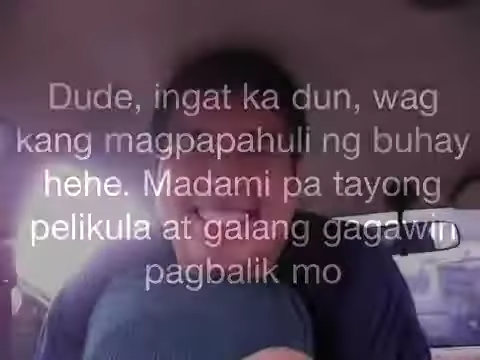 Dude, ingat ka dun, wag
kang magpapahuli ng buhay
hehe. Madami pa tayong
pelikula at galang gagawin
pagbalik mo